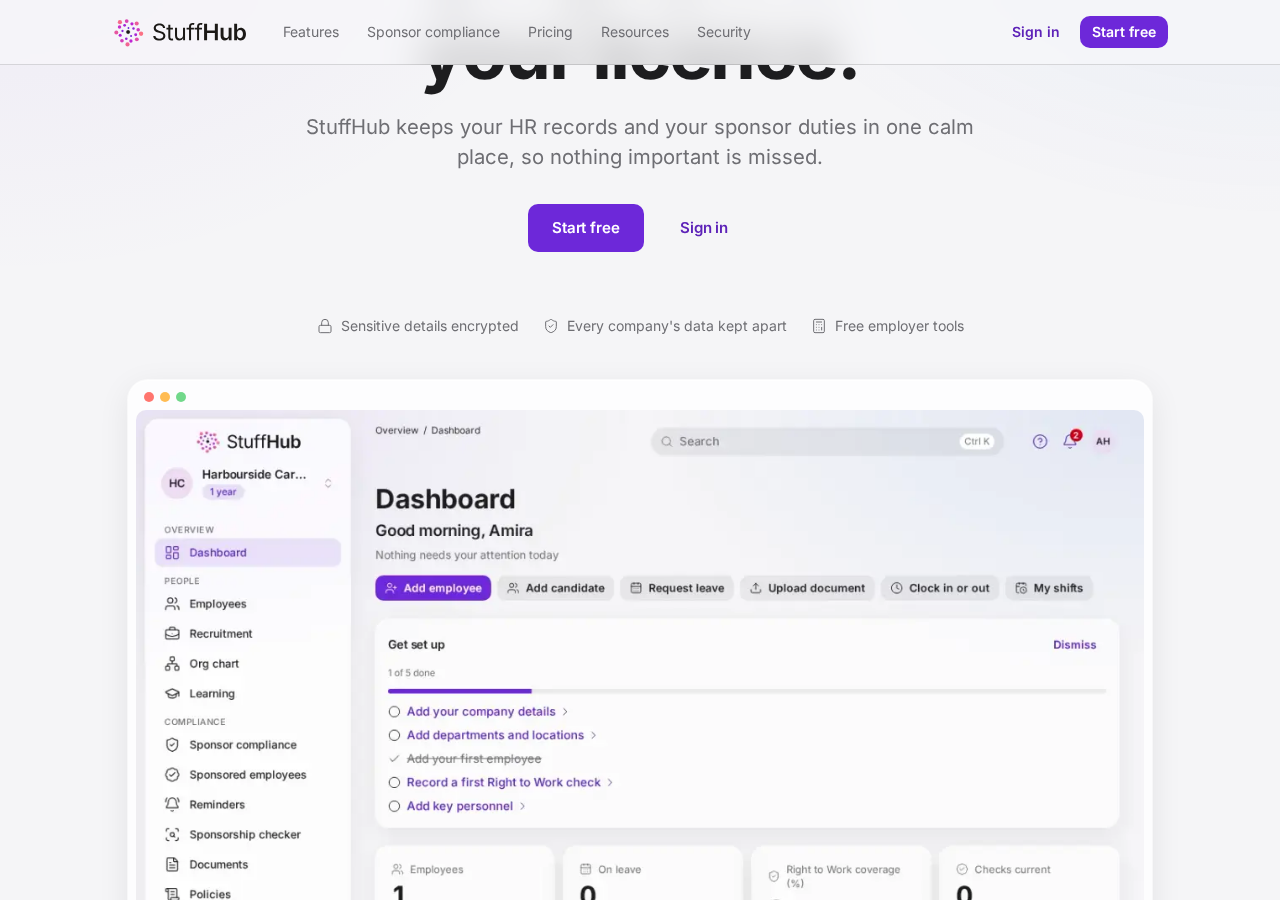 StuffHub
Features
Sponsor compliance
Pricing
Resources
Security
Sign in
Start free
your licence.
StuffHub keeps your HR records and your sponsor duties in one calm
place, so nothing important is missed.
Start free
Sign in
Sensitive details encrypted
Every company's data kept apart
Free employer tools
StuffHub
HC
Harbourside Car...
1 year
OVERVIEW
Dashboard
PEOPLE
Employees
Recruitment
Org chart
Learning
COMPLIANCE
Sponsor compliance
Sponsored employees
Reminders
Sponsorship checker
Documents
Policies
Overview / Dashboard
Search
Ctrl K
2
AH
Dashboard
Good morning, Amira
Nothing needs your attention today
Add employee
Add candidate
Request leave
Upload document
Clock in or out
My shifts
Get set up
Dismiss
1 of 5 done
Add your company details
Add departments and locations
Add your first employee
Record a first Right to Work check
Add key personnel
Employees
1
On leave
0
Right to Work coverage
(%)
Checks current
0